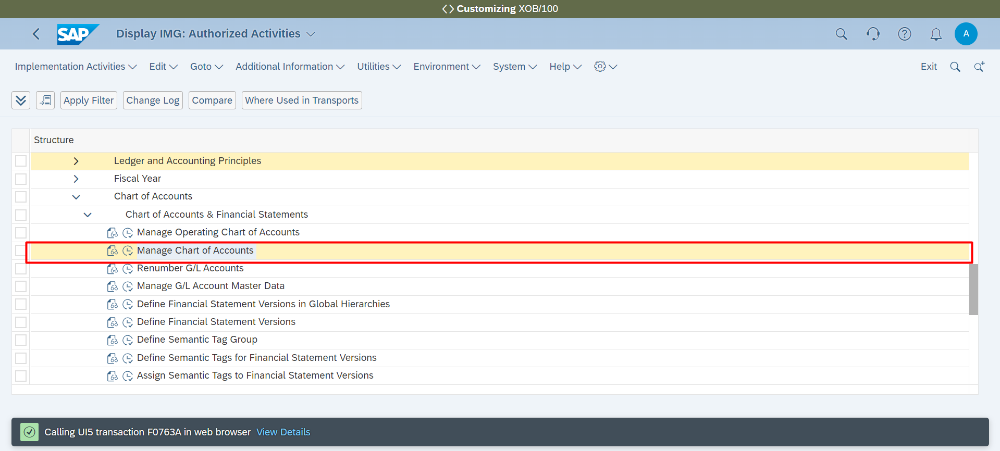 Customizing XOB/100
SAP Display IMG: Authorized Activities A
Implementation Activities Edit Goto Additional Information Utilities Environment System Help Exit
Apply Filter Change Log Compare Where Used in Transports
Structure
Ledger and Accounting Principles
Fiscal Year
Chart of Accounts
Chart of Accounts & Financial Statements
Manage Operating Chart of Accounts
Manage Chart of Accounts
Renumber G/L Accounts
Manage G/L Account Master Data
Define Financial Statement Versions in Global Hierarchies
Define Financial Statement Versions
Define Semantic Tag Group
Define Semantic Tags for Financial Statement Versions
Assign Semantic Tags to Financial Statement Versions
Calling UI5 transaction F0763A in web browser View Details